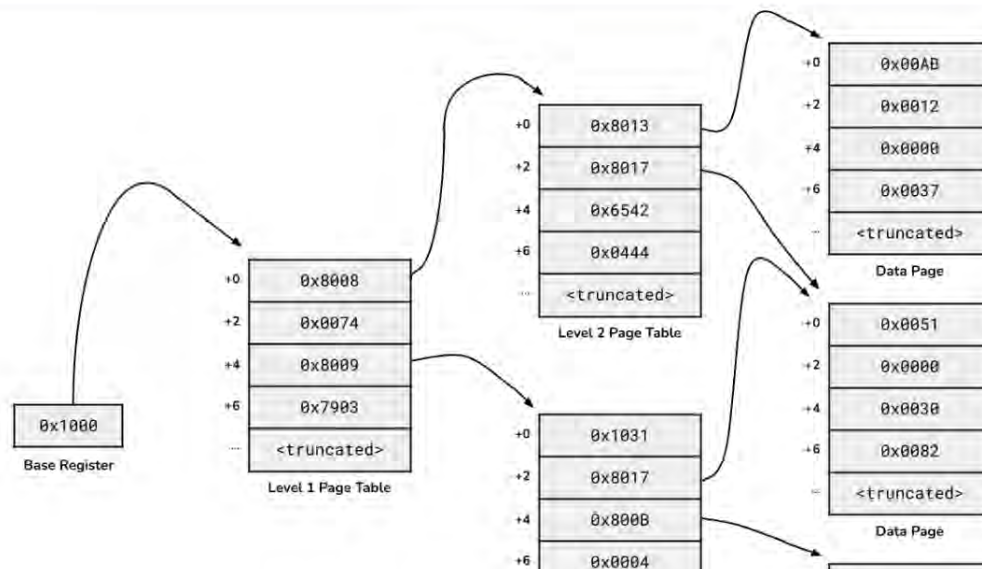 0x1000
Base Register
+0 0x8008
+2 0x0074
+4 0x8009
+6 0x7903
... <truncated>
Level 1 Page Table
+0 0x8013
+2 0x8017
+4 0x6542
+6 0x0444
... <truncated>
Level 2 Page Table
+0 0x1031
+2 0x8017
+4 0x800B
+6 0x0004
+0 0x00AB
+2 0x0012
+4 0x0000
+6 0x0037
... <truncated>
Data Page
+0 0x0051
+2 0x0000
+4 0x0030
+6 0x0082
... <truncated>
Data Page